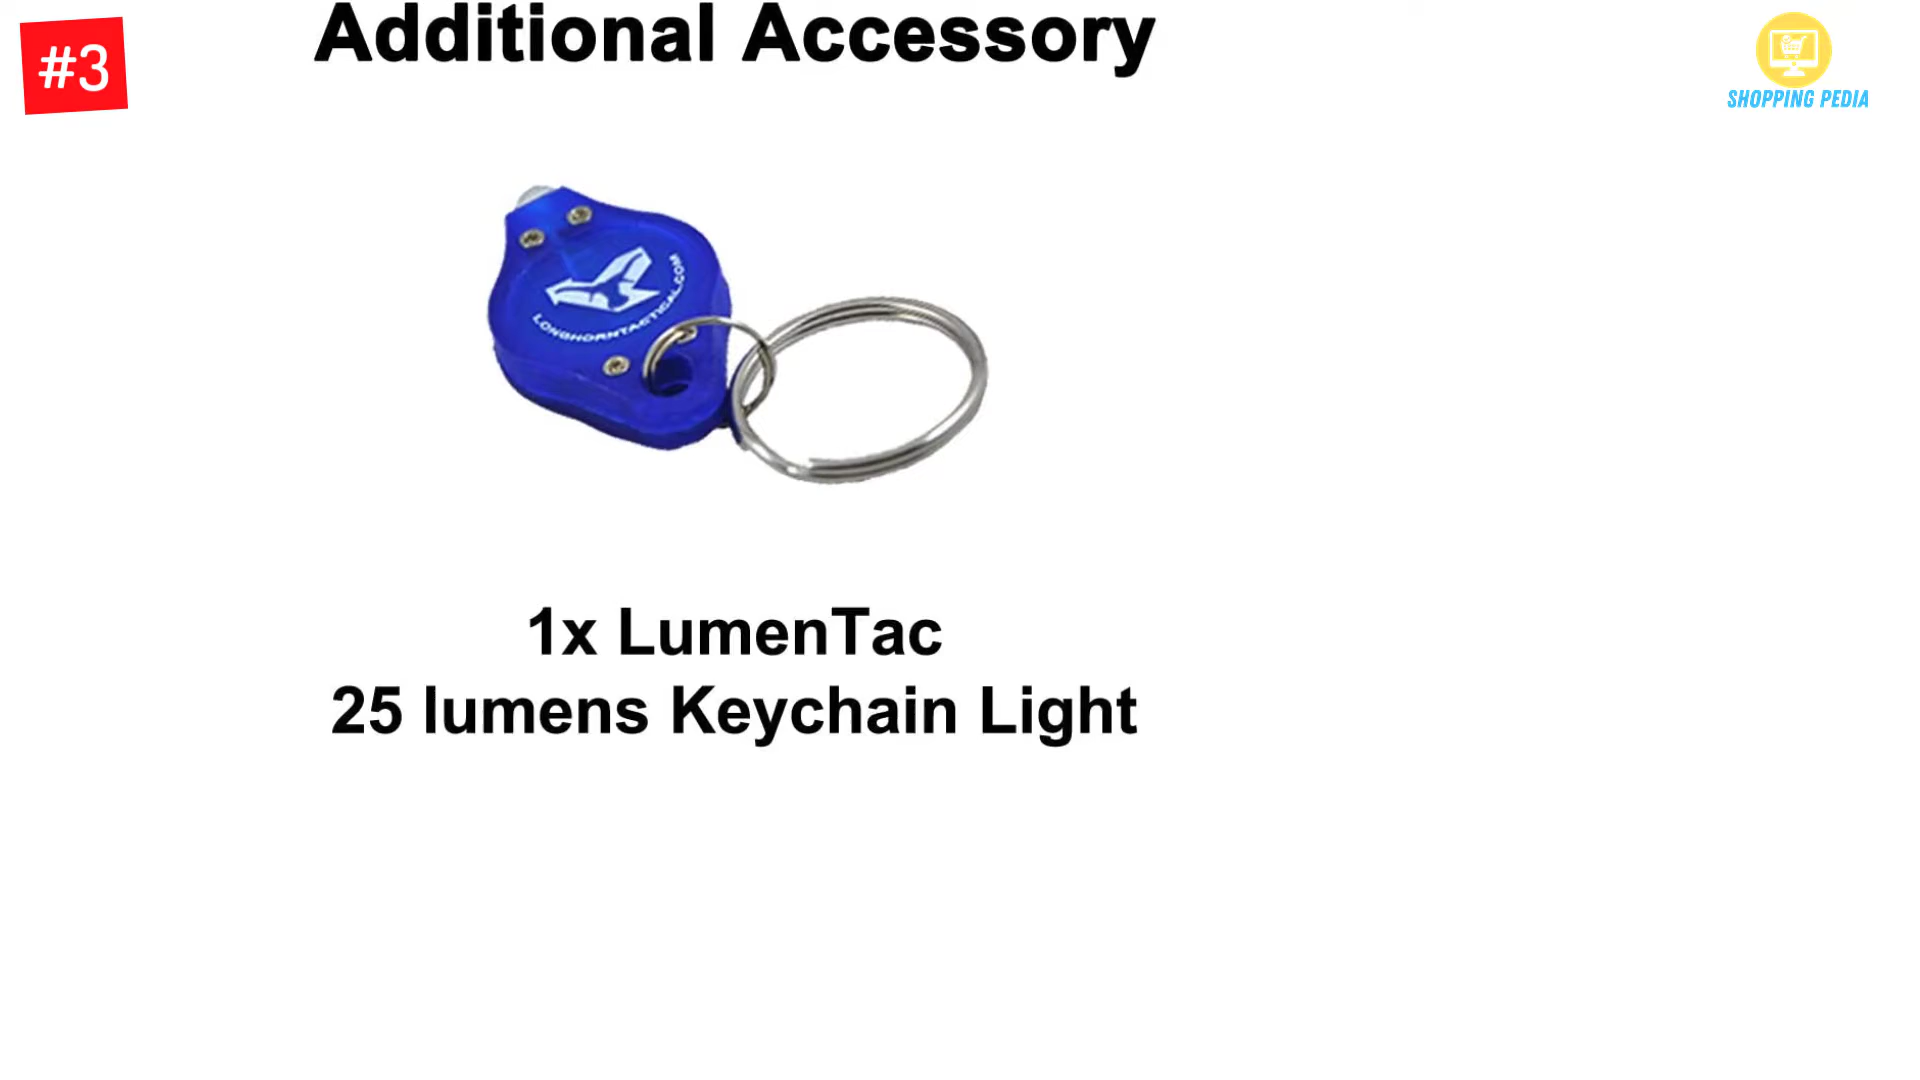 Additional Accessory
#3
SHOPPING PEDIA
LONGHORNTACTICAL.COM
1x LumenTac
25 lumens Keychain Light